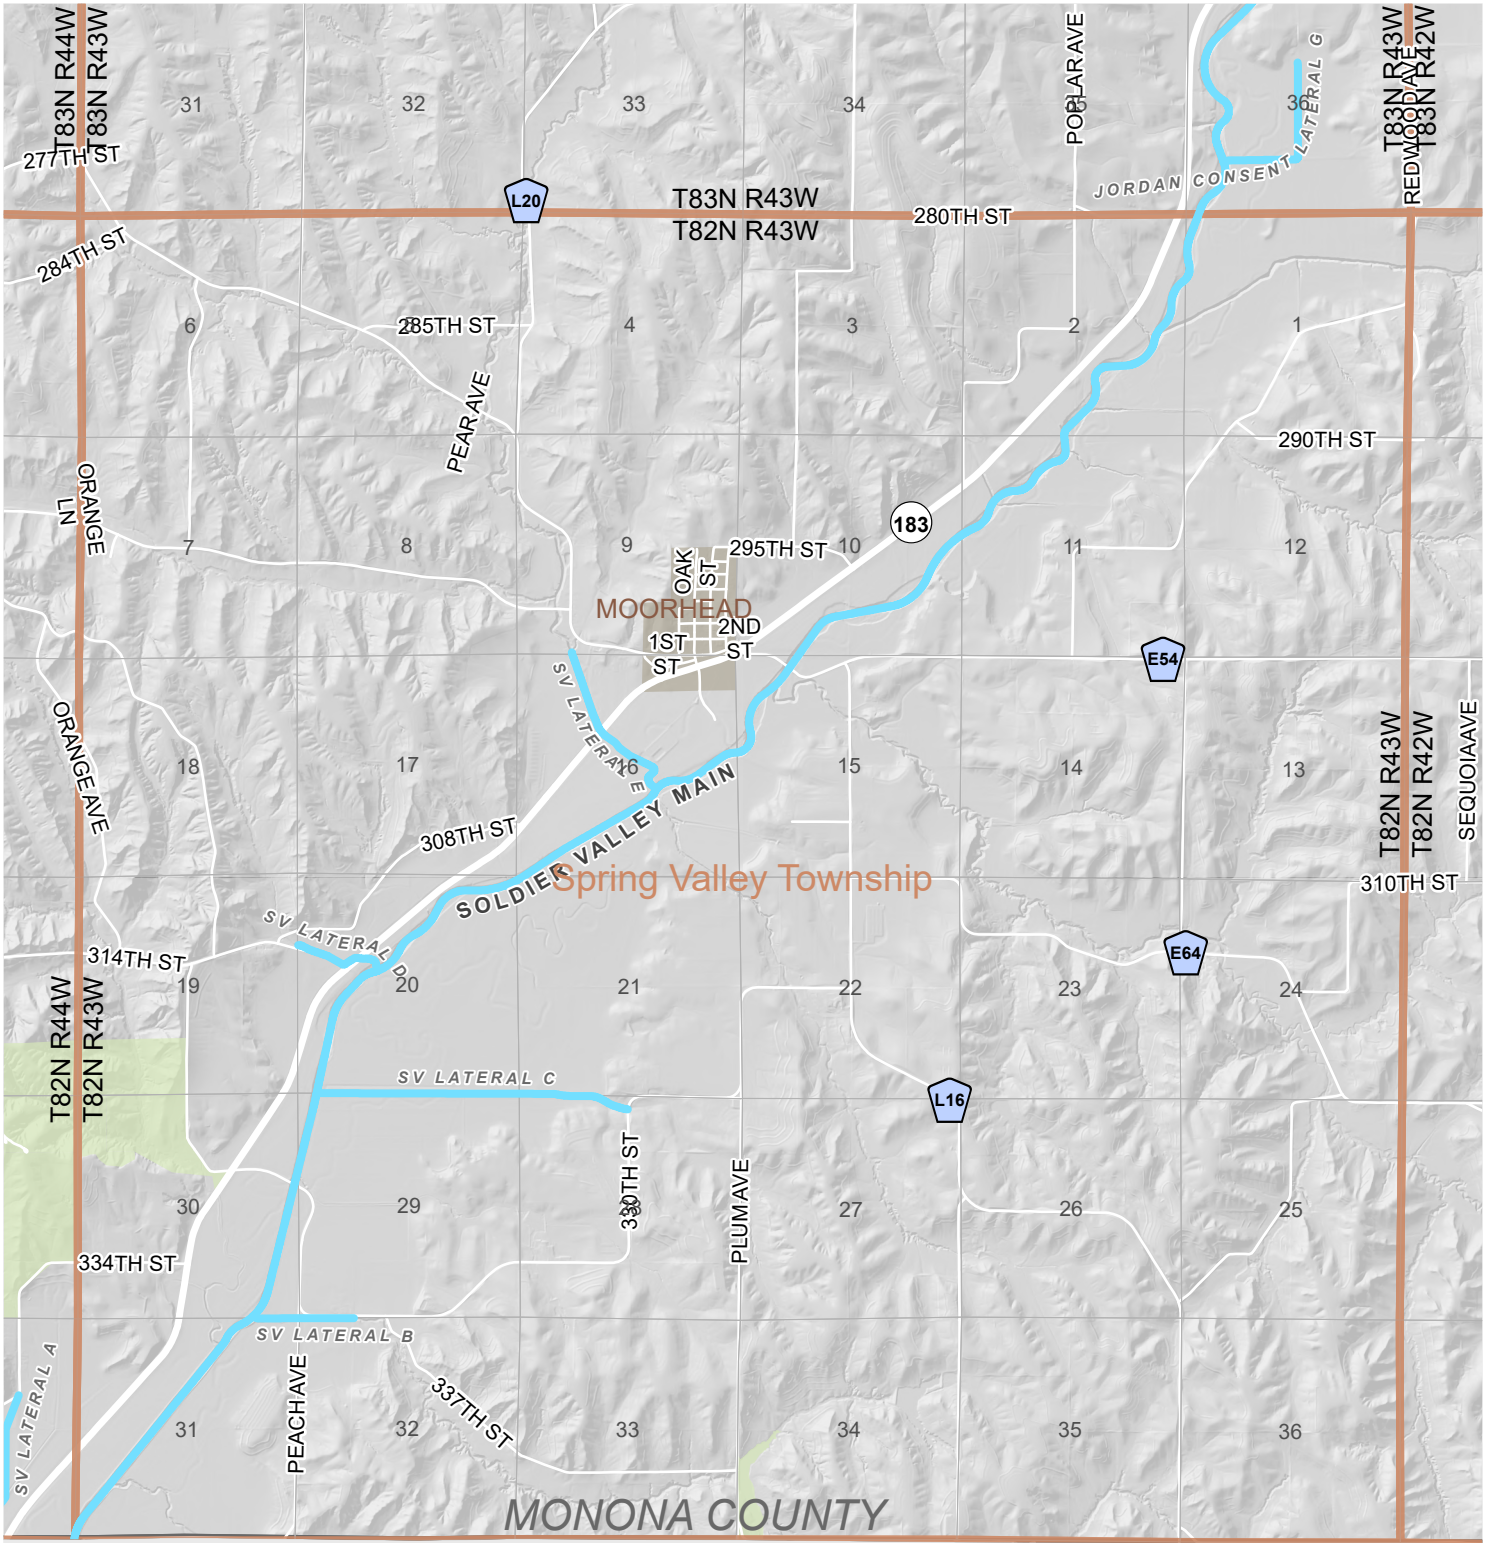 T83N R44W
T83N R43W
POPLAR AVE
JORDAN CONSENT LATERAL G
T83N R43W
T83N R42W
REDWOOD AVE
31
32
33
34
35
36
277TH ST
L20
T83N R43W
T82N R43W
280TH ST
284TH ST
6
5
285TH ST
4
3
2
1
PEAR AVE
290TH ST
ORANGE
LN
183
7
8
9
OAK
ST
295TH ST
10
11
12
MOORHEAD
1ST
ST
2ND
ST
E54
SV LATERAL E
ORANGE AVE
18
17
16
15
14
13
T82N R43W
T82N R42W
SEQUOIA AVE
308TH ST
SOLDIER VALLEY MAIN
Spring Valley Township
310TH ST
SV LATERAL D
314TH ST
E64
19
20
21
22
23
24
T82N R44W
T82N R43W
SV LATERAL C
L16
330TH ST
PLUM AVE
30
29
28
27
26
25
334TH ST
SV LATERAL B
SV LATERAL A
PEACH AVE
337TH ST
31
32
33
34
35
36
MONONA COUNTY